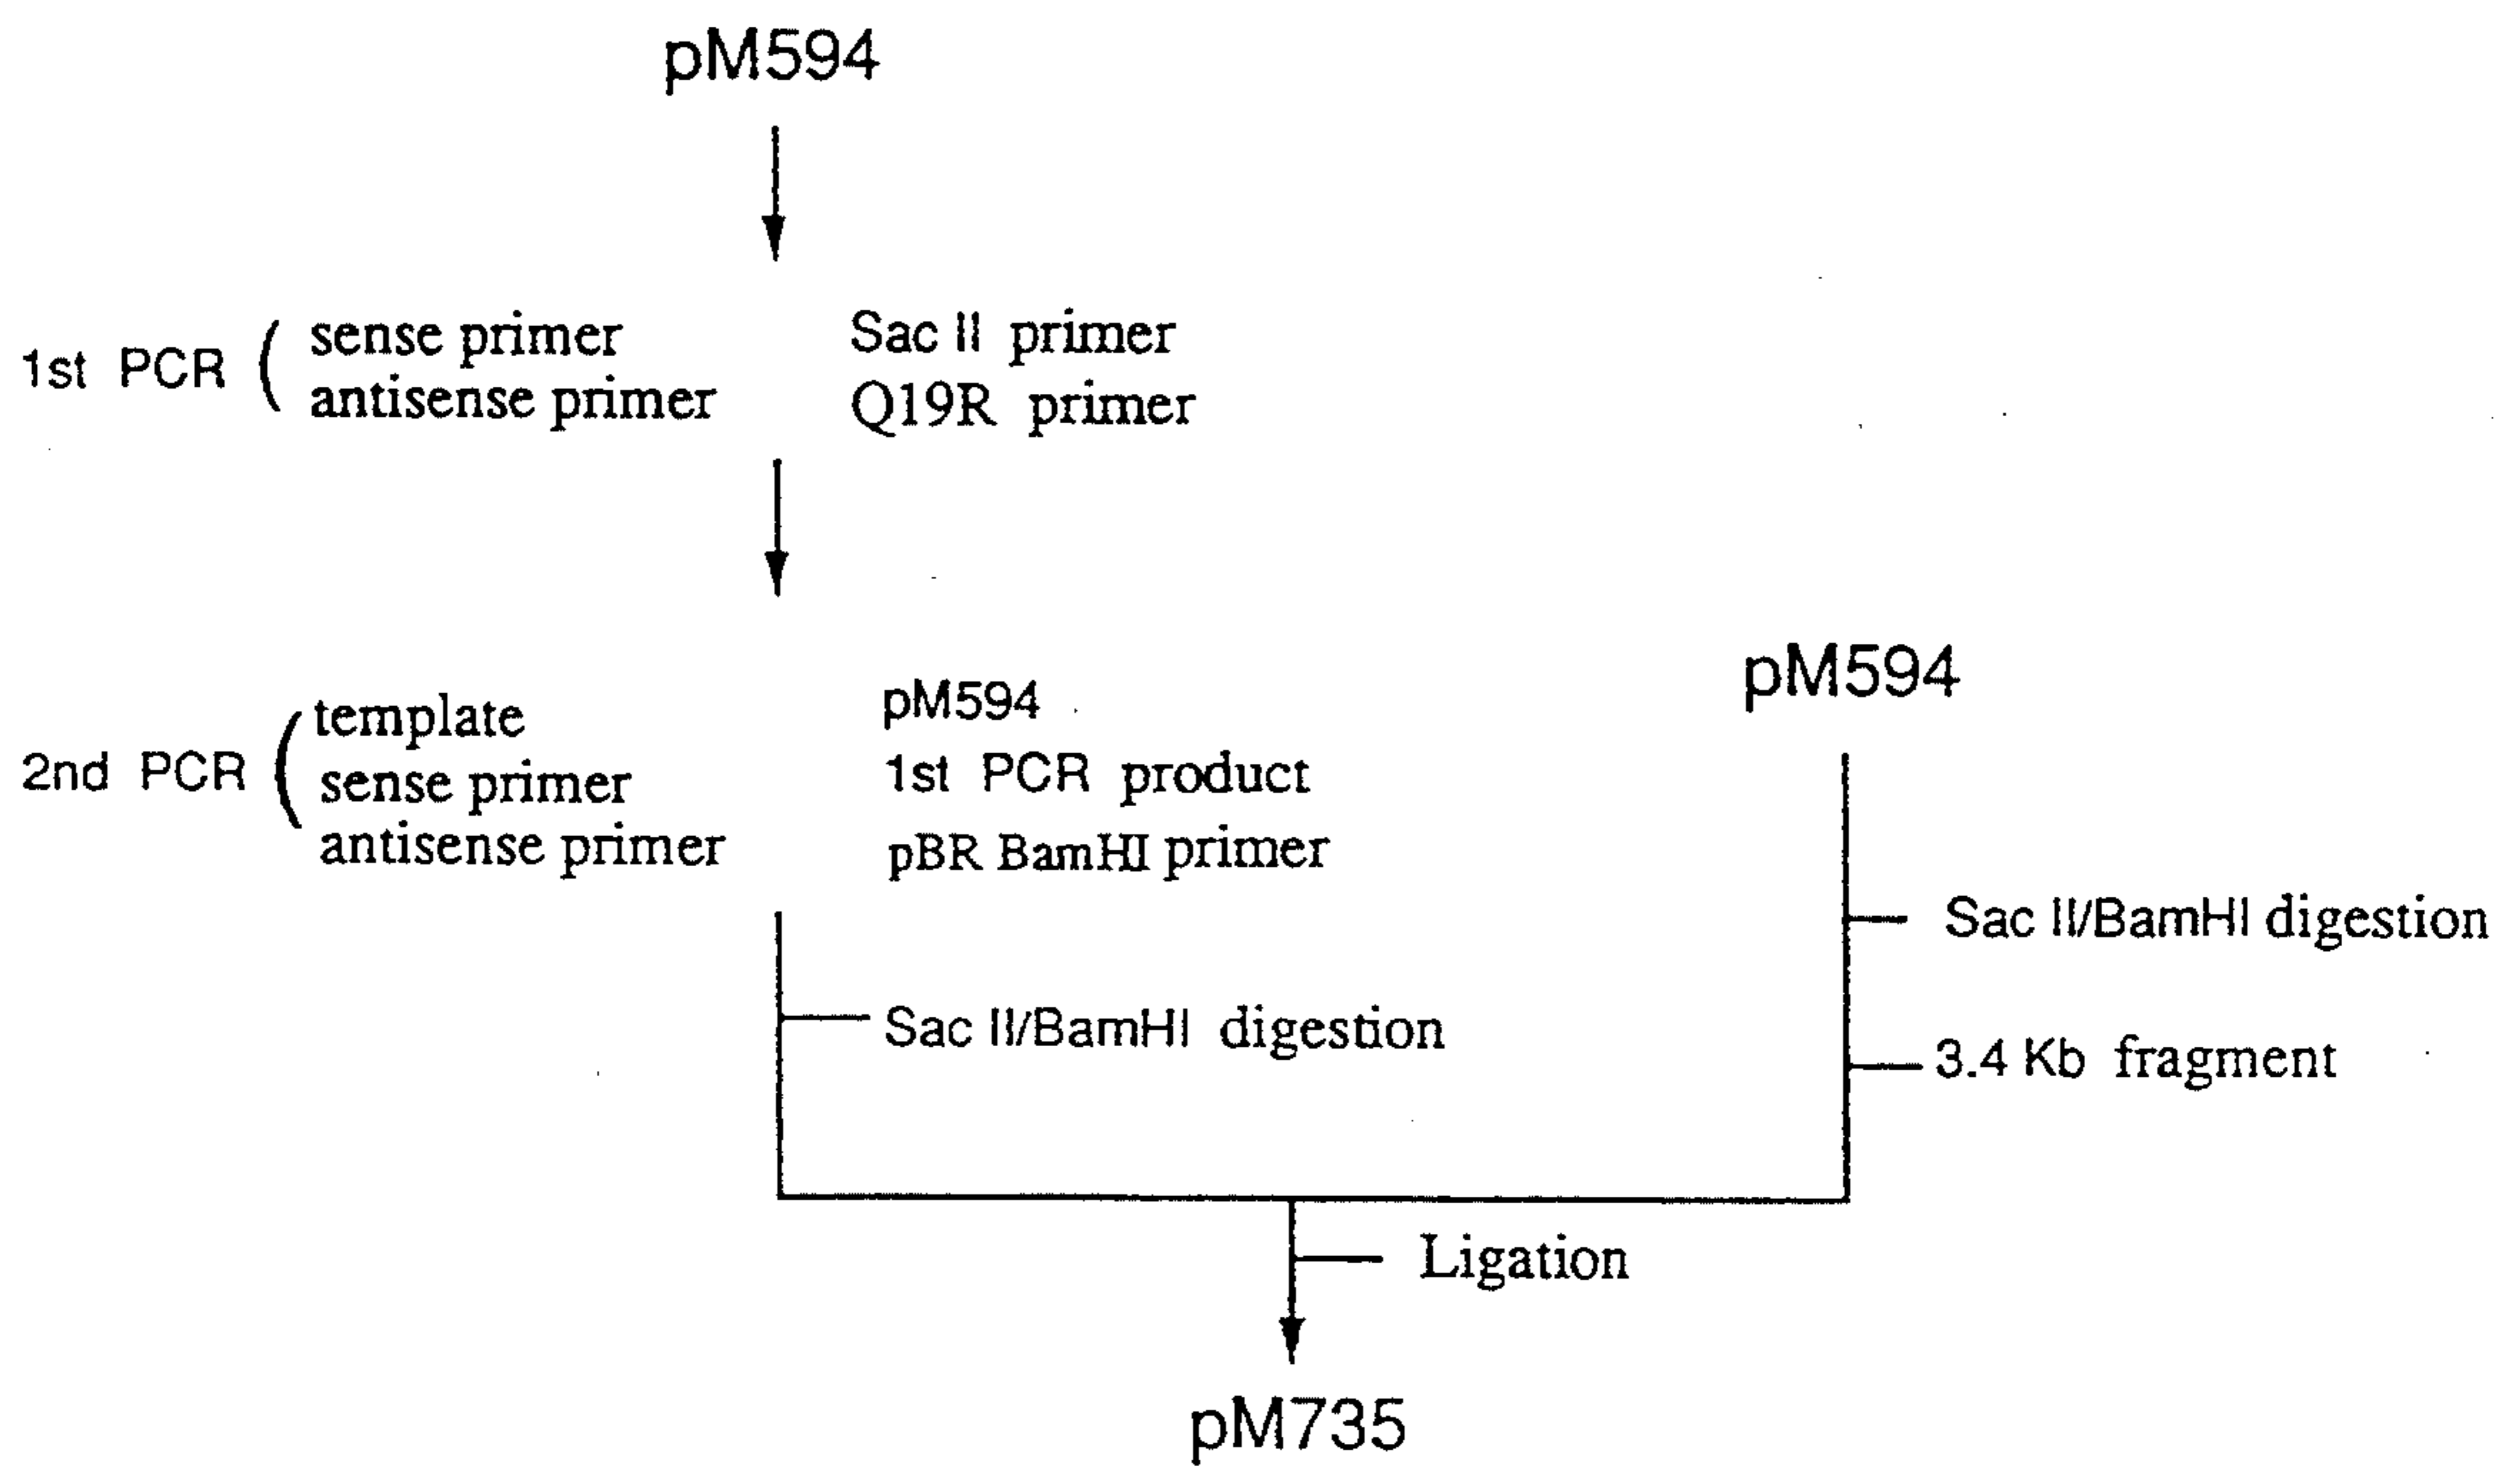 pM594
1st PCR ( sense primer Sac II primer
antisense primer Q19R primer
pM594
2nd PCR ( template pM594
sense primer 1st PCR product
antisense primer pBR BamHI primer
Sac II/BamHI digestion
Sac II/BamHI digestion
3.4 Kb fragment
Ligation
pM735